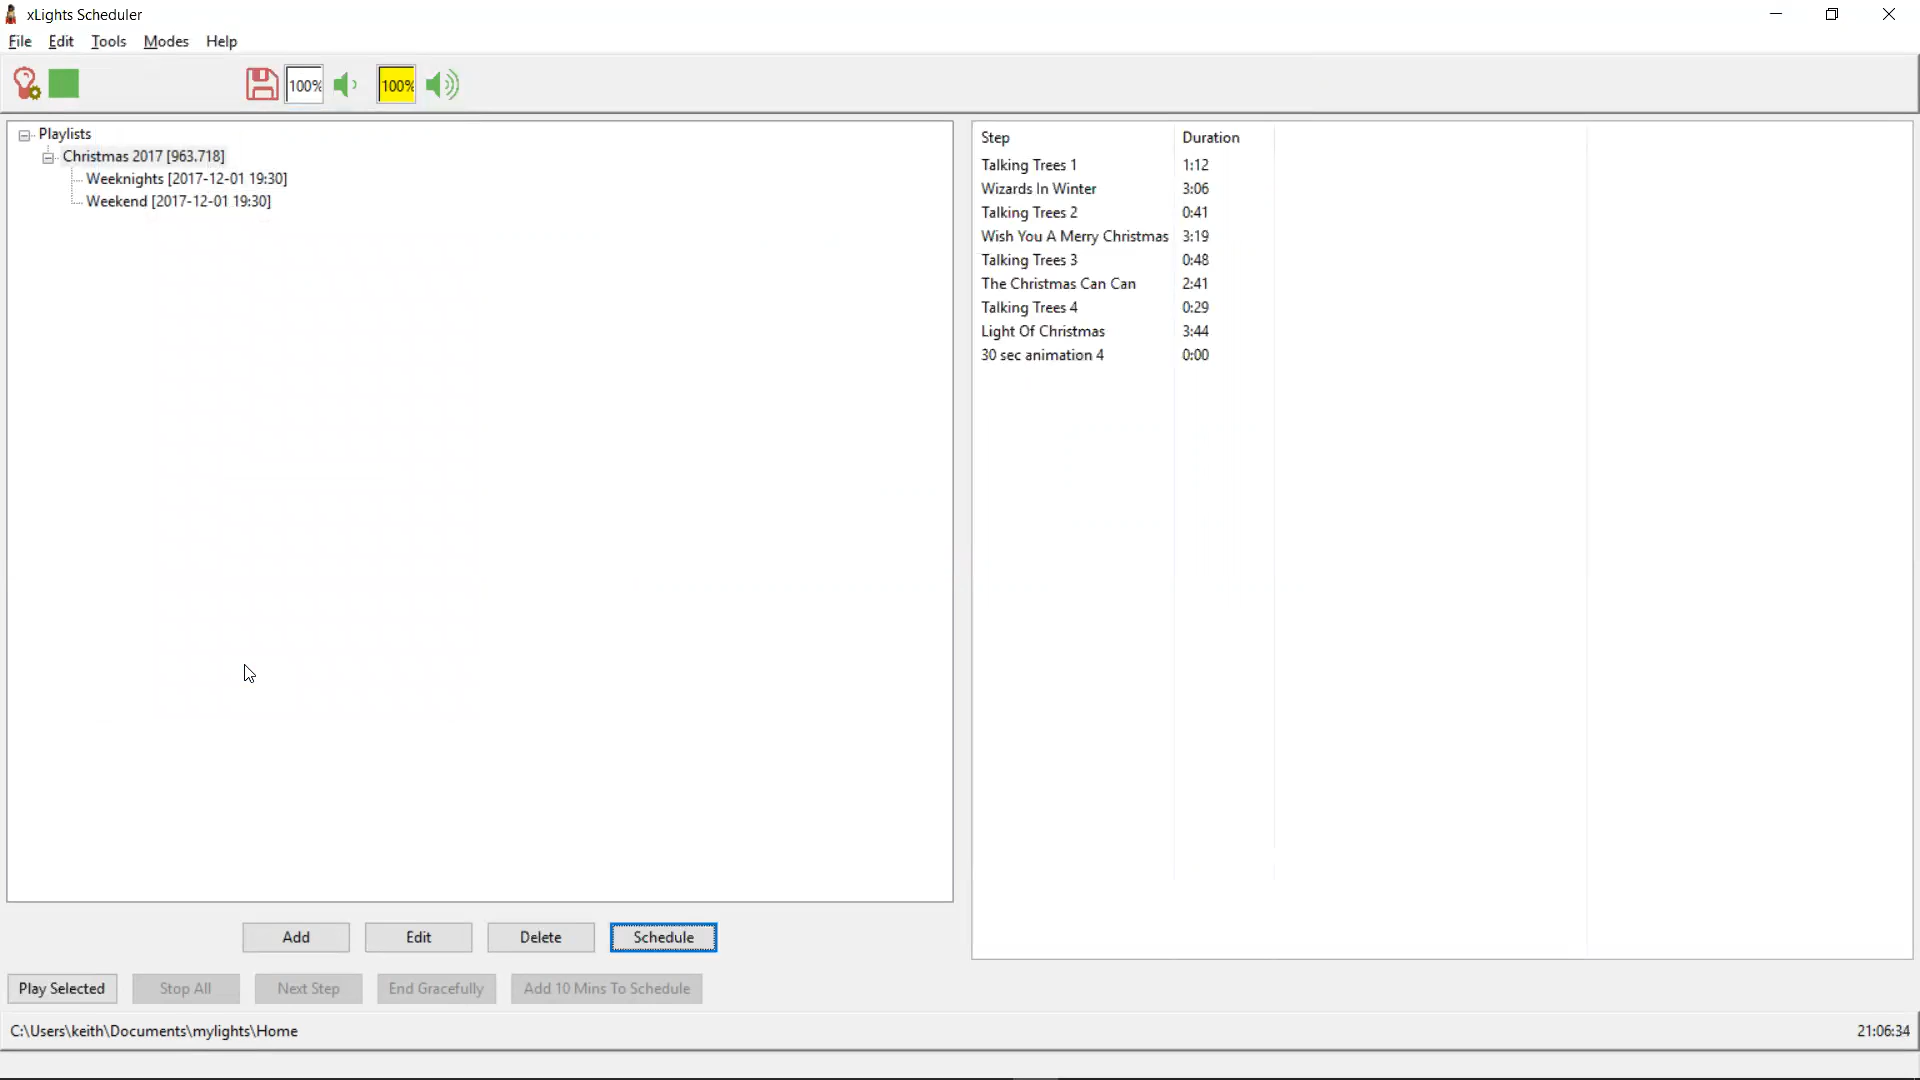 xLights Scheduler
File Edit Tools Modes Help
100% 100%
Playlists
Christmas 2017 [963.718]
Weeknights [2017-12-01 19:30]
Weekend [2017-12-01 19:30]
Step Duration
Talking Trees 1 1:12
Wizards In Winter 3:06
Talking Trees 2 0:41
Wish You A Merry Christmas 3:19
Talking Trees 3 0:48
The Christmas Can Can 2:41
Talking Trees 4 0:29
Light Of Christmas 3:44
30 sec animation 4 0:00
Add Edit Delete Schedule
Play Selected Stop All Next Step End Gracefully Add 10 Mins To Schedule
C:\Users\keith\Documents\mylights\Home 21:06:34